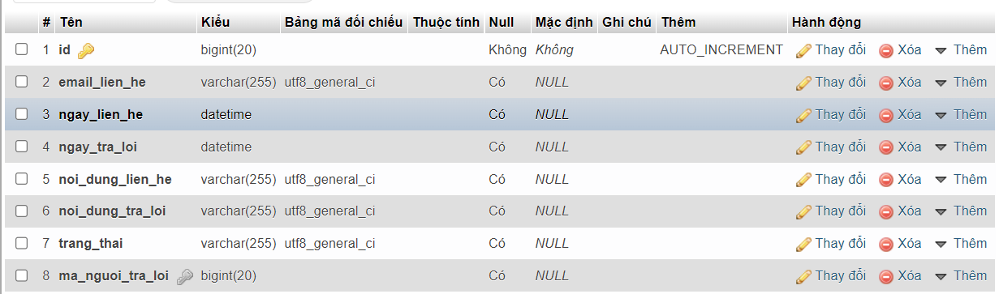 # Tên Kiểu Bảng mã đối chiếu Thuộc tính Null Mặc định Ghi chú Thêm Hành động
1 id bigint(20) Không Không AUTO_INCREMENT Thay đổi Xóa Thêm
2 email_lien_he varchar(255) utf8_general_ci Có NULL Thay đổi Xóa Thêm
3 ngay_lien_he datetime Có NULL Thay đổi Xóa Thêm
4 ngay_tra_loi datetime Có NULL Thay đổi Xóa Thêm
5 noi_dung_lien_he varchar(255) utf8_general_ci Có NULL Thay đổi Xóa Thêm
6 noi_dung_tra_loi varchar(255) utf8_general_ci Có NULL Thay đổi Xóa Thêm
7 trang_thai varchar(255) utf8_general_ci Có NULL Thay đổi Xóa Thêm
8 ma_nguoi_tra_loi bigint(20) Có NULL Thay đổi Xóa Thêm